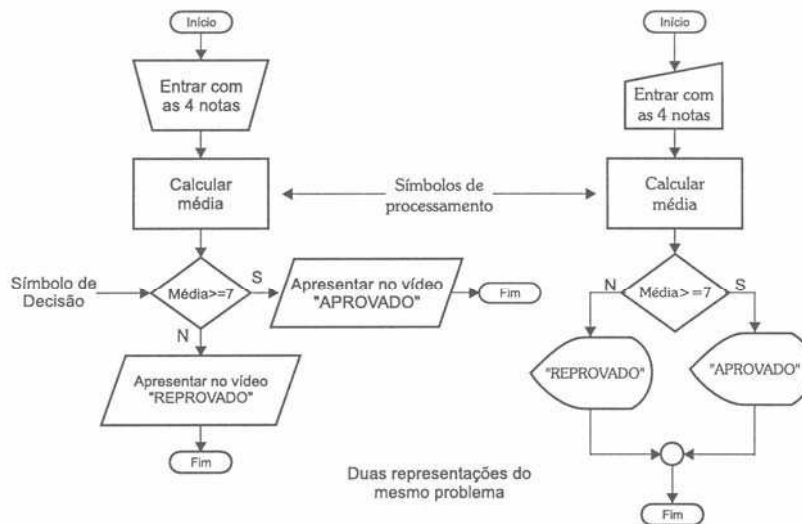 Início
Entrar com
as 4 notas
Calcular
média
Símbolo de
Decisão
Média>=7
S
Apresentar no vídeo
"APROVADO"
Fim
N
Apresentar no vídeo
"REPROVADO"
Fim
Símbolos de
processamento
Início
Entrar com
as 4 notas
Calcular
média
N
Média>=7
S
"REPROVADO"
"APROVADO"
Fim
Duas representações do
mesmo problema